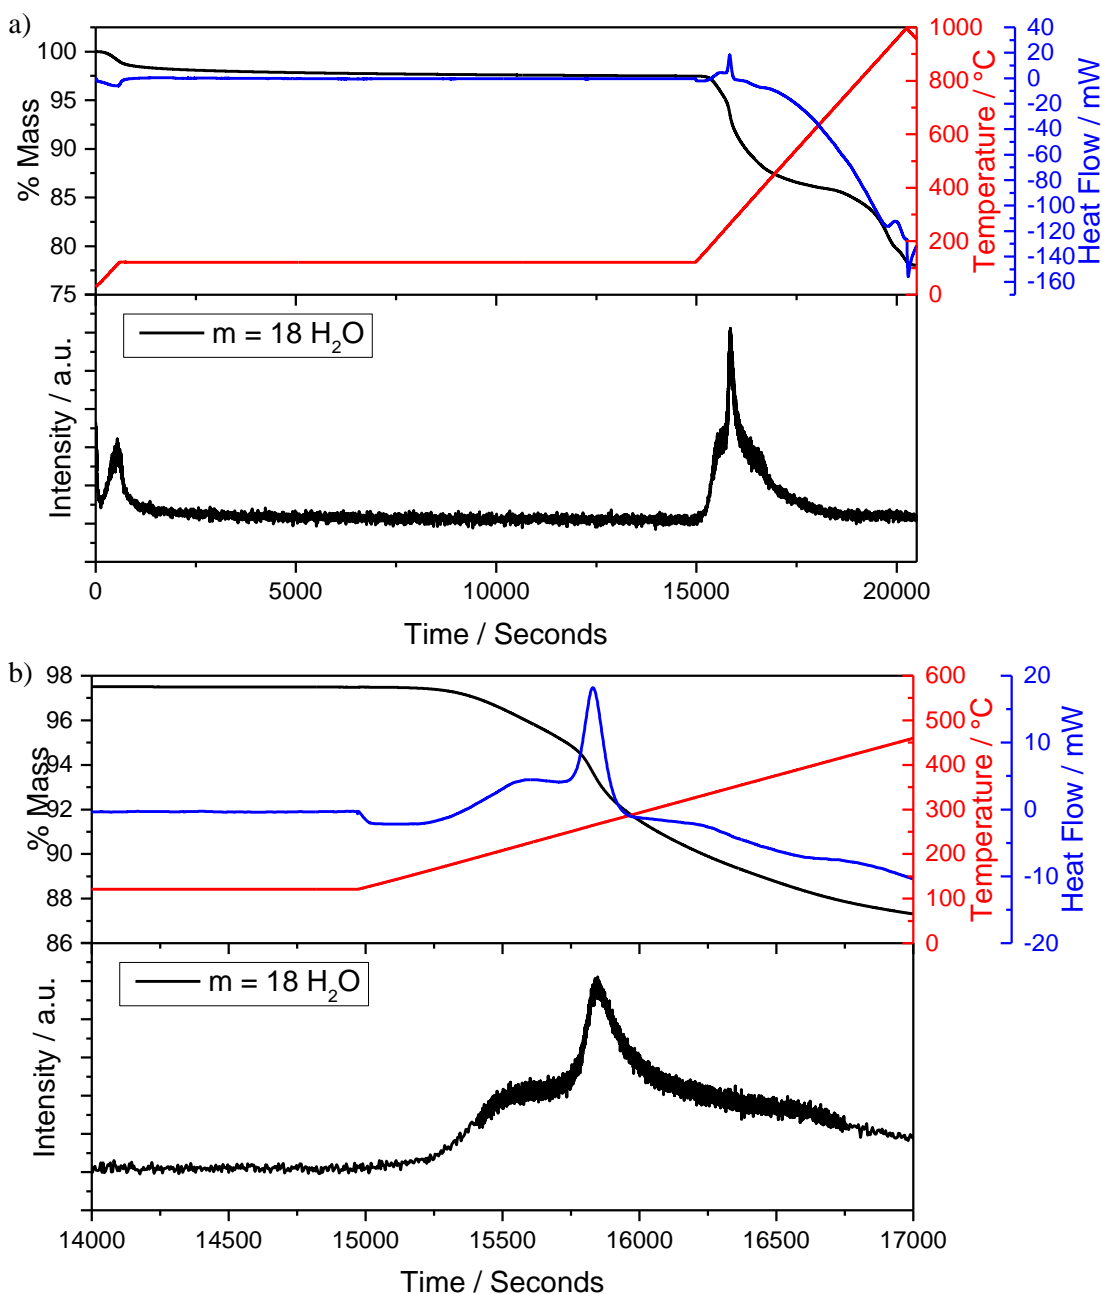 a)
100
95
90
85
80
75
% Mass
1000
800
600
400
200
0
Temperature / °C
40
20
0
-20
-40
-60
-80
-100
-120
-140
-160
Heat Flow / mW
m = 18 H₂O
Intensity / a.u.
0 5000 10000 15000 20000
Time / Seconds
b)
98
96
94
92
90
88
86
% Mass
600
500
400
300
200
100
0
Temperature / °C
20
10
0
-10
-20
Heat Flow / mW
m = 18 H₂O
Intensity / a.u.
14000 14500 15000 15500 16000 16500 17000
Time / Seconds